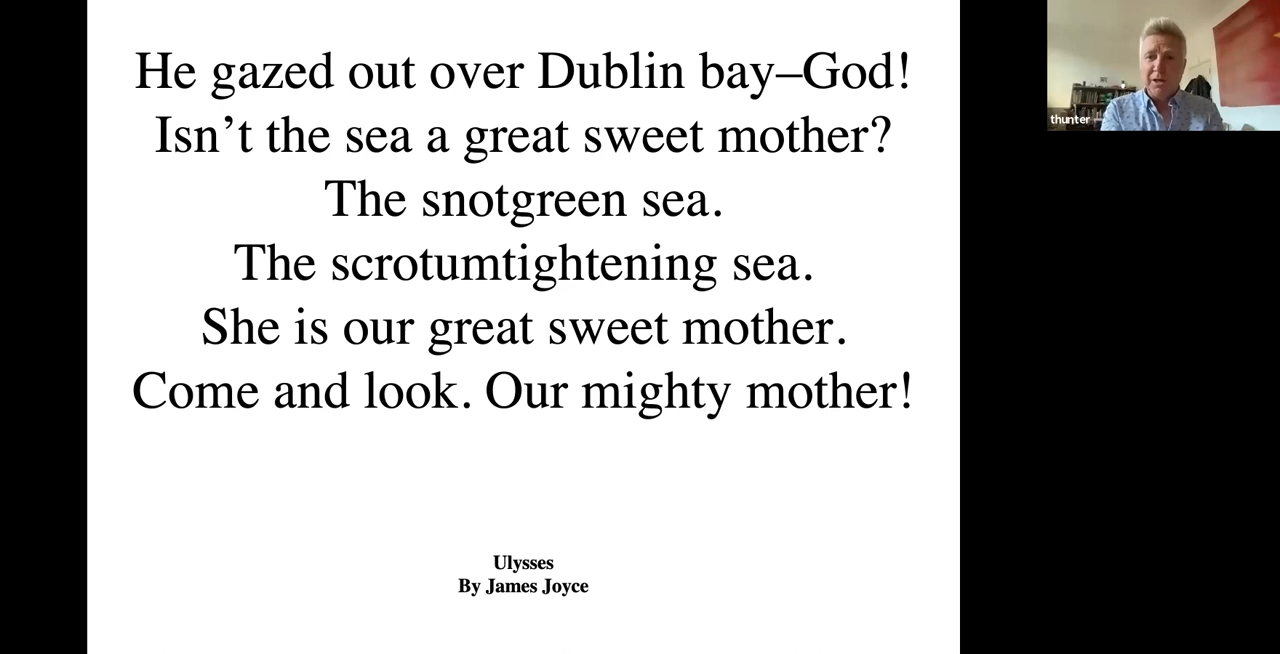 He gazed out over Dublin bay–God!
Isn’t the sea a great sweet mother?
The snotgreen sea.
The scrotumtightening sea.
She is our great sweet mother.
Come and look. Our mighty mother!
Ulysses
By James Joyce
thunter